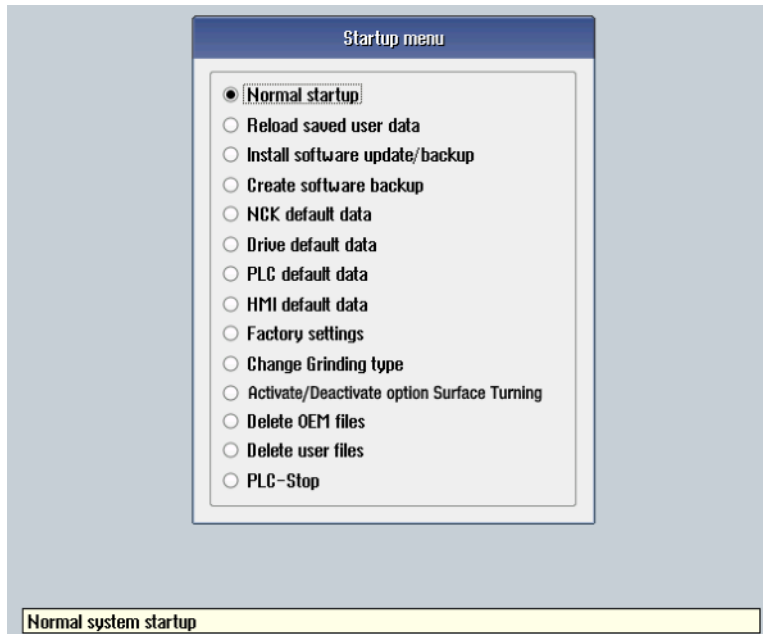 Startup menu
Normal startup
Reload saved user data
Install software update/backup
Create software backup
NCK default data
Drive default data
PLC default data
HMI default data
Factory settings
Change Grinding type
Activate/Deactivate option Surface Turning
Delete OEM files
Delete user files
PLC-Stop
Normal system startup